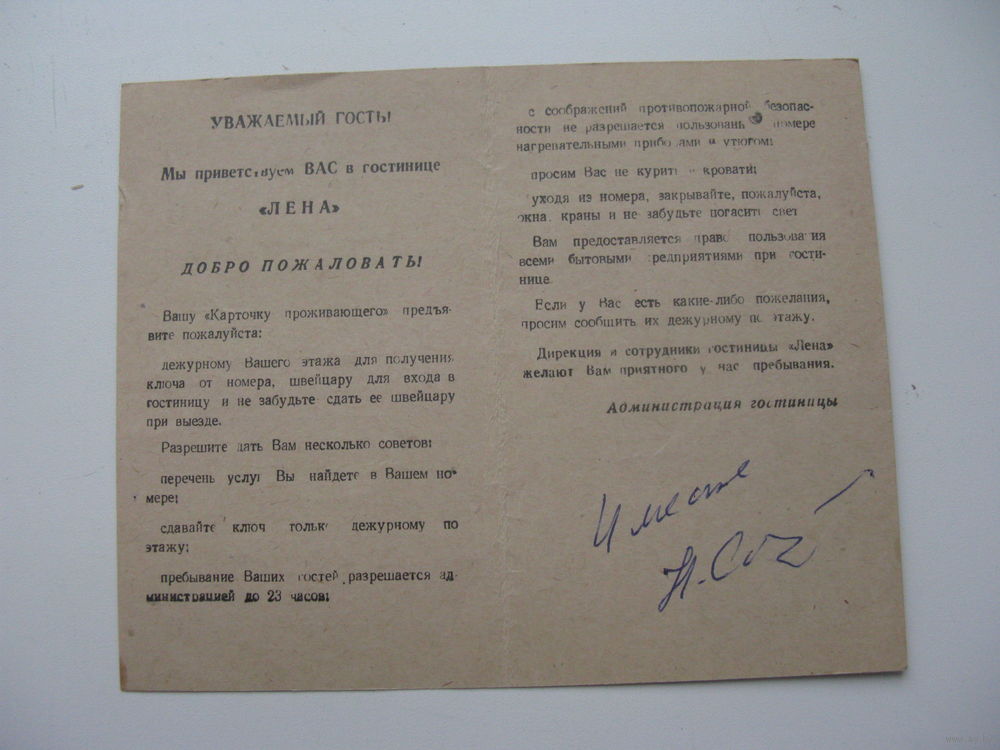 УВАЖАЕМЫЙ ГОСТЬ!
Мы приветствуем ВАС в гостинице
«ЛЕНА»
ДОБРО ПОЖАЛОВАТЬ!
Вашу «Карточку проживающего» предъя-
вите пожалуйста:
дежурному Вашего этажа для получения
ключа от номера, швейцару для входа в
гостиницу и не забудьте сдать ее швейцару
при выезде.
Разрешите дать Вам несколько советов:
перечень услуг Вы найдете в Вашем но-
мере;
сдавайте ключ только дежурному по
этажу;
пребывание Ваших гостей разрешается ад-
министрацией до 23 часов;
с соображений противопожарной безопас-
ности не разрешается пользование номере
нагревательными приборами и утюгом;
просим Вас не курить в кровати;
уходя из номера, закрывайте, пожалуйста,
окна, краны и не забудьте погасить свет
Вам предоставляется право пользования
всеми бытовыми предприятиями при гости-
нице
Если у Вас есть какие-либо пожелания,
просим сообщить их дежурному по этажу.
Дирекция и сотрудники гостиницы «Лена»
желают Вам приятного у нас пребывания.
Администрация гостиницы